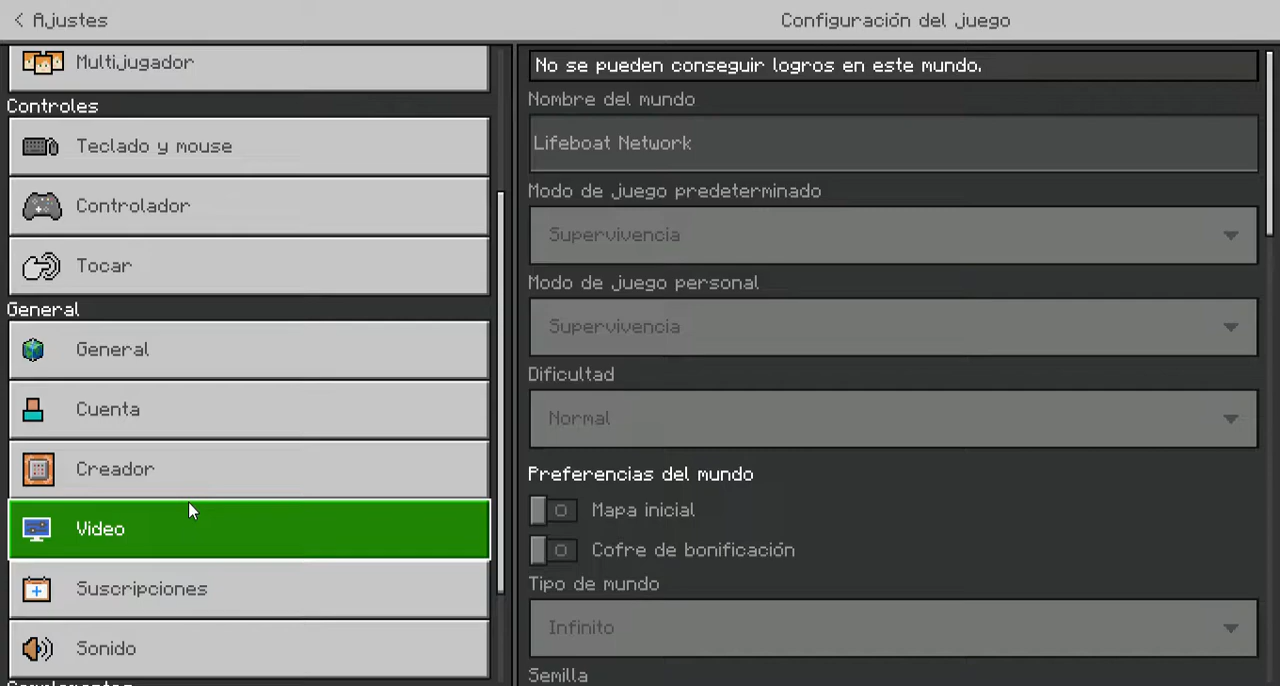 Ajustes
Configuración del juego
Multijugador
Controles
Teclado y mouse
Controlador
Tocar
General
General
Cuenta
Creador
Video
Suscripciones
Sonido
Complementos
No se pueden conseguir logros en este mundo.
Nombre del mundo
Lifeboat Network
Modo de juego predeterminado
Supervivencia
Modo de juego personal
Supervivencia
Dificultad
Normal
Preferencias del mundo
Mapa inicial
Cofre de bonificación
Tipo de mundo
Infinito
Semilla